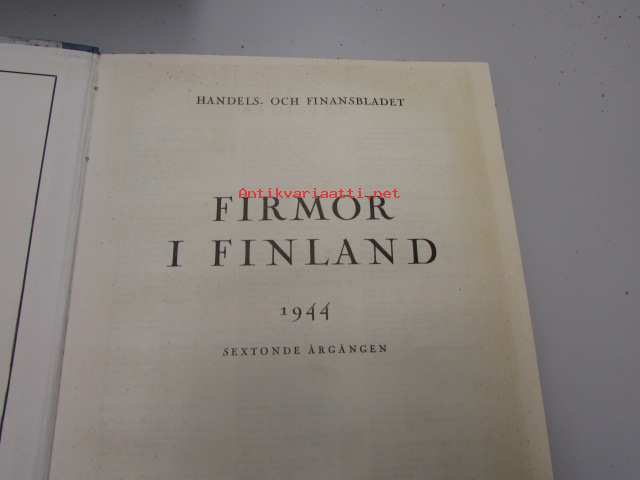 HANDELS- OCH FINANSBLADET
Antikvariaatti.net
FIRMOR
I FINLAND
1944
SEXTONDE ÅRGÅNGEN